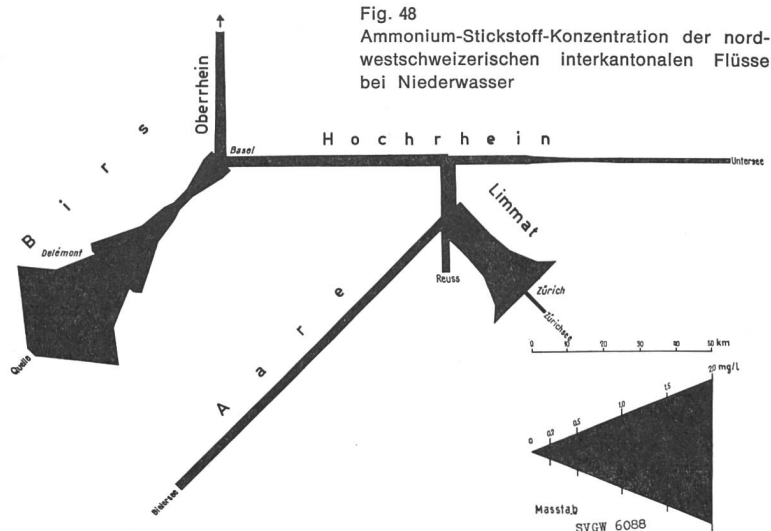 Fig. 48
Ammonium-Stickstoff-Konzentration der nord-
westschweizerischen interkantonalen Flüsse
bei Niederwasser
Oberrhein
Basel
Hochrhein
Untersee
Birs
Delémont
Quelle
Limmat
Reuss
Zürich
Zürichsee
Aare
Bielersee
0 10 20 30 40 50 km
0 0,2 0,5 1,0 1,5 2,0 mg/l
Masstab
SVGW 6088